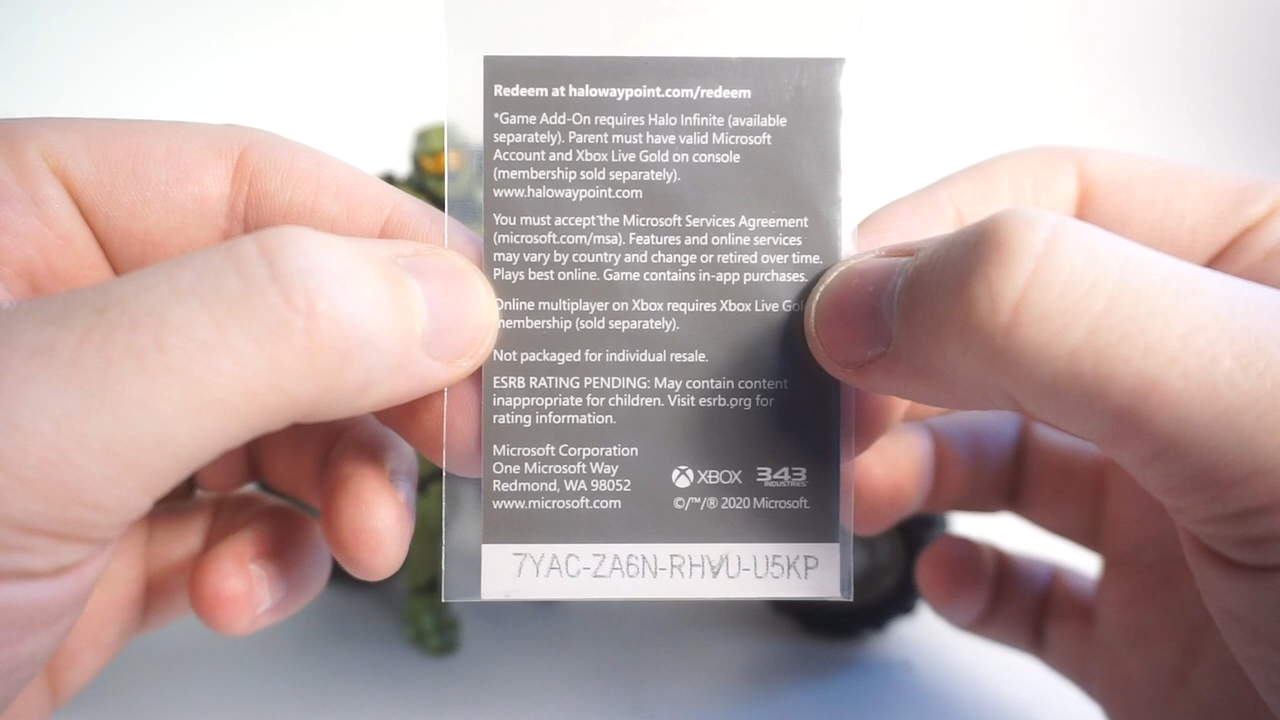 Redeem at halowaypoint.com/redeem
*Game Add-On requires Halo Infinite (available
separately). Parent must have valid Microsoft
Account and Xbox Live Gold on console
(membership sold separately).
www.halowaypoint.com
You must accept the Microsoft Services Agreement
(microsoft.com/msa). Features and online services
may vary by country and change or retired over time.
Plays best online. Game contains in-app purchases.
Online multiplayer on Xbox requires Xbox Live Gol
membership (sold separately).
Not packaged for individual resale.
ESRB RATING PENDING: May contain content
inappropriate for children. Visit esrb.org for
rating information.
Microsoft Corporation
One Microsoft Way
Redmond, WA 98052
www.microsoft.com
XBOX 343 INDUSTRIES
©/™/® 2020 Microsoft.
7YAC-ZA6N-RHVU-U5KP